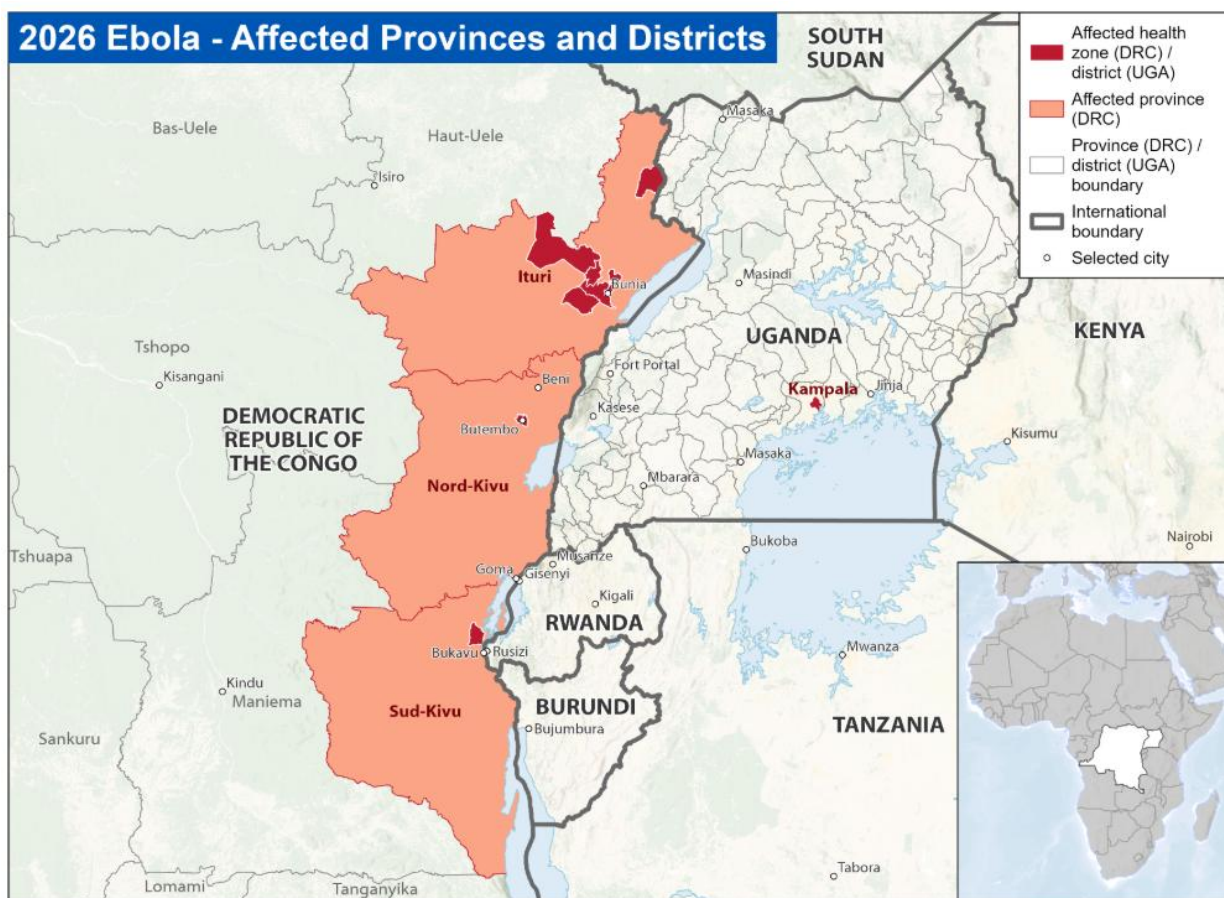 2026 Ebola - Affected Provinces and Districts
SOUTH
SUDAN
Affected health
zone (DRC) /
district (UGA)
Affected province
(DRC)
Province (DRC) /
district (UGA)
boundary
International
boundary
Selected city
Masaka
Bas-Uele
Haut-Uele
Isiro
Ituri
Bunia
Masindi
UGANDA
KENYA
Tshopo
Kisangani
Fort Portal
Beni
Kampala
Jinja
Kasese
DEMOCRATIC
REPUBLIC OF
THE CONGO
Butembo
Kisumu
Masaka
Nord-Kivu
Mbarara
Nairobi
Bukoba
Tshuapa
Musanze
Goma
Gisenyi
Kigali
RWANDA
Bukavu
Rusizi
Mwanza
Kindu
Maniema
Sud-Kivu
BURUNDI
Bujumbura
TANZANIA
Sankuru
Tabora
Lomami
Tanganyika